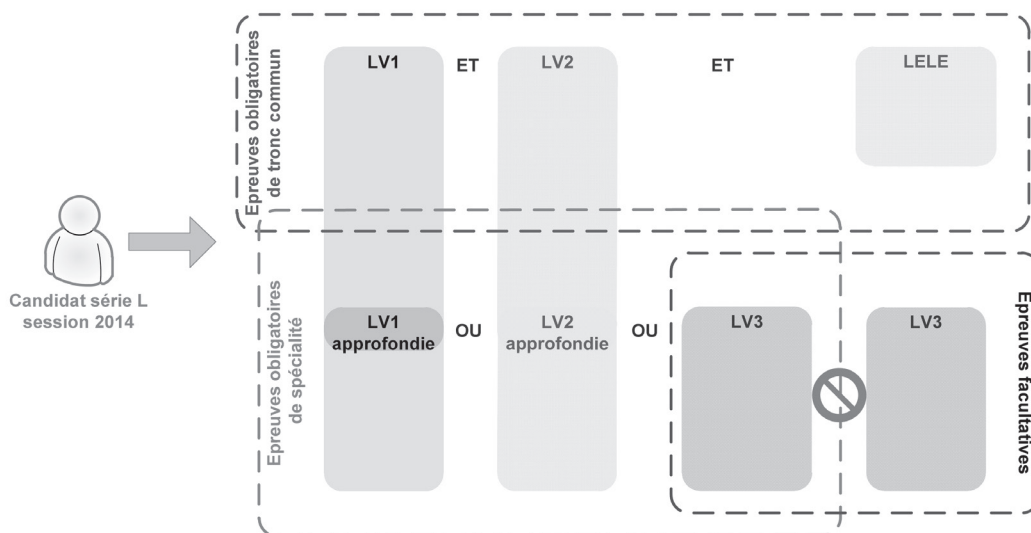 Epreuves obligatoires
de tronc commun
LV1
ET
LV2
ET
LELE
Candidat série L
session 2014
Epreuves obligatoires
de spécialité
LV1
approfondie
OU
LV2
approfondie
OU
LV3
LV3
Epreuves facultatives